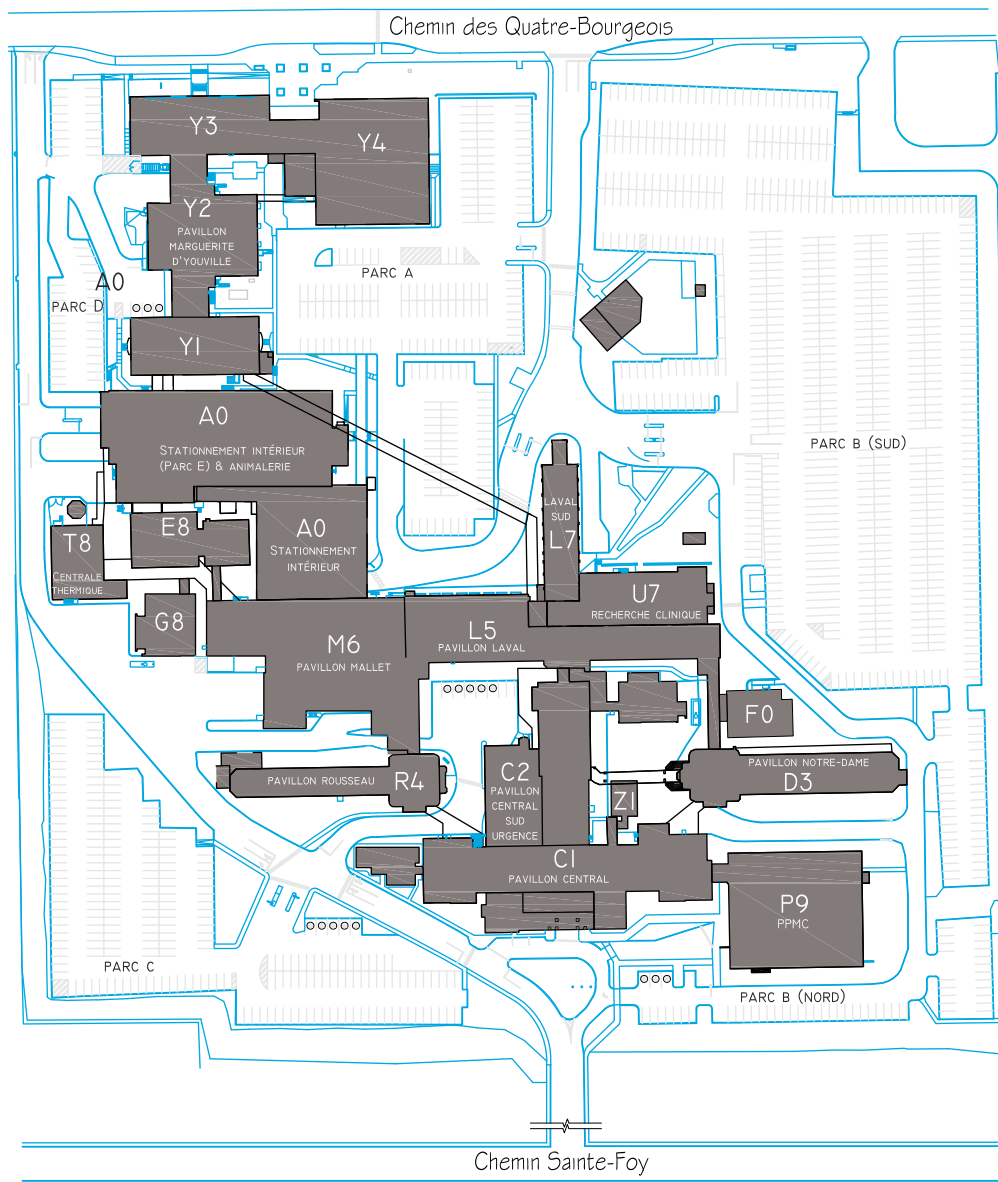 Chemin des Quatre-Bourgeois
Y3
Y4
Y2
PAVILLON
MARGUERITE
D'YOUVILLE
PARC A
A0
PARC D
Y1
A0
STATIONNEMENT INTÉRIEUR
(PARC E) & ANIMALERIE
PARC B (SUD)
LAVAL
SUD
L7
E8
A0
STATIONNEMENT
INTÉRIEUR
T8
CENTRALE
THERMIQUE
U7
RECHERCHE CLINIQUE
G8
M6
PAVILLON MALLET
L5
PAVILLON LAVAL
F0
PAVILLON NOTRE-DAME
D3
PAVILLON ROUSSEAU
R4
C2
PAVILLON
CENTRAL
SUD
URGENCE
Z1
C1
PAVILLON CENTRAL
P9
PPMC
PARC C
PARC B (NORD)
Chemin Sainte-Foy